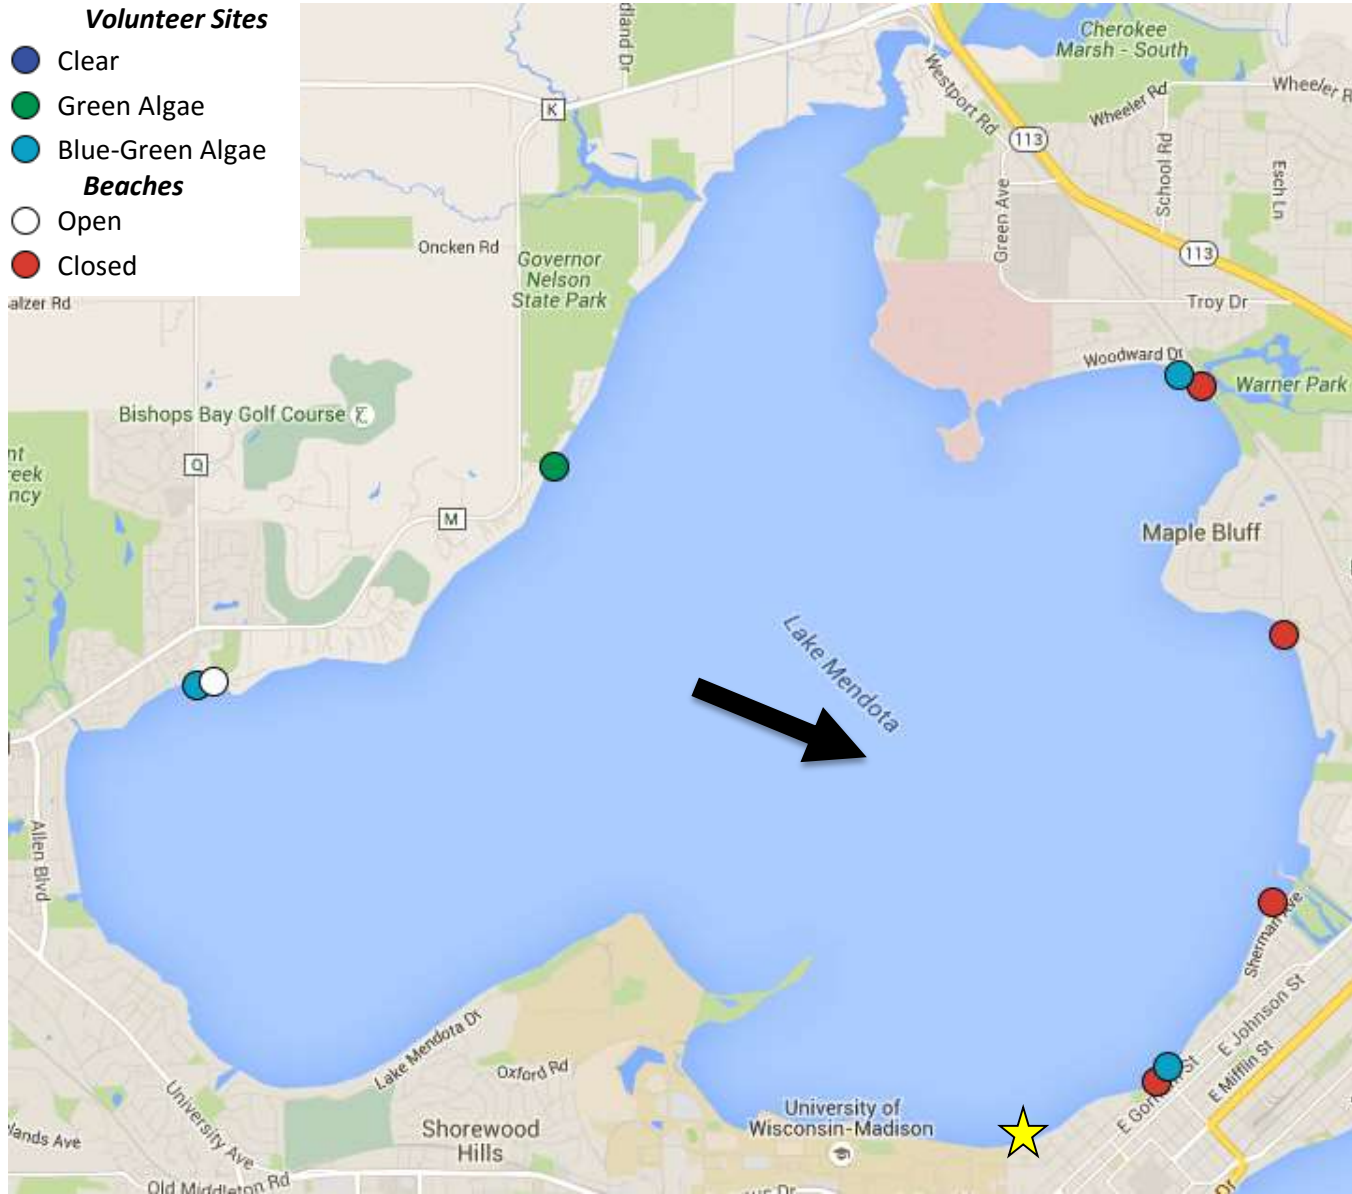 Volunteer Sites
Clear
Green Algae
Blue-Green Algae
Beaches
Open
Closed
Cherokee
Marsh - South
Westport Rd
Wheeler Rd
113
School Rd
Esch Ln
Green Ave
K
Oncken Rd
Governor
Nelson
State Park
113
Troy Dr
Woodward Dr
Warner Park
Bishops Bay Golf Course
Q
M
Maple Bluff
Lake Mendota
Allen Blvd
Sherman Ave
E Johnson St
E Mifflin St
Lake Mendota Dr
Oxford Rd
University Ave
Shorewood
Hills
University of
Wisconsin-Madison
Old Middleton Rd